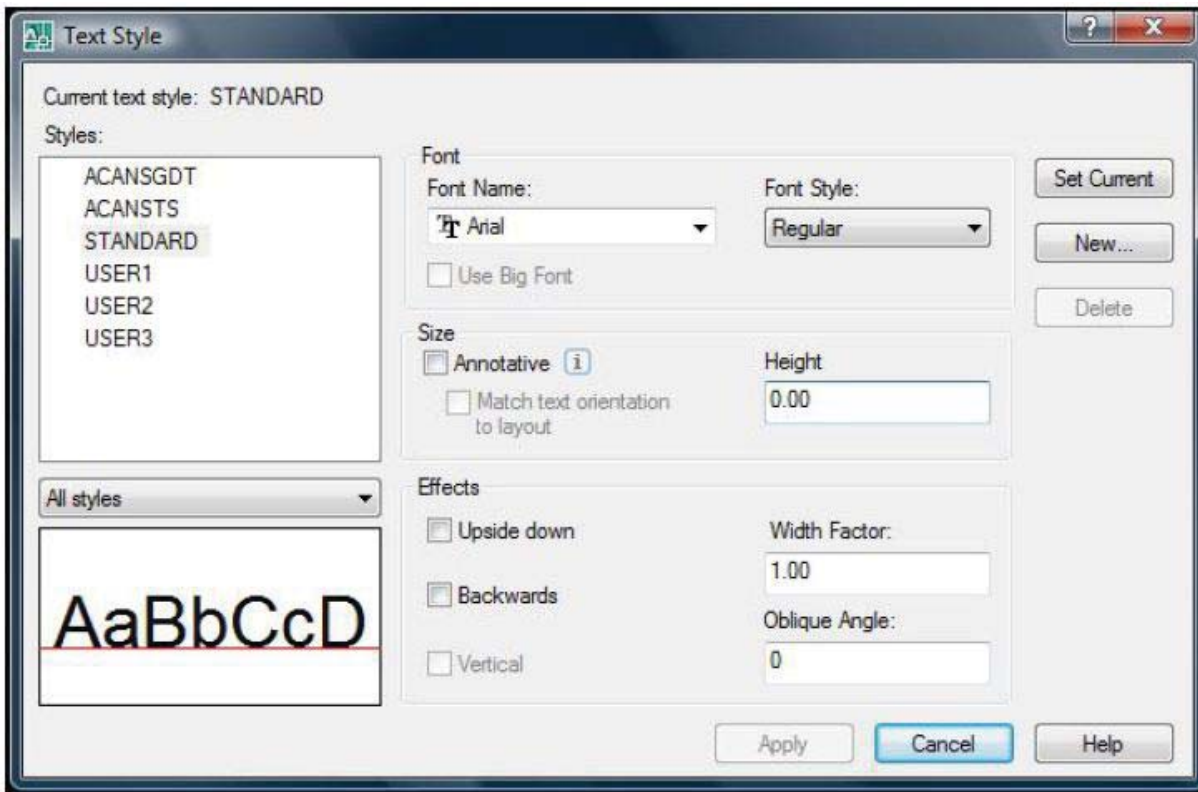 Text Style
Current text style: STANDARD
Styles:
ACANSGDT
ACANSTS
STANDARD
USER1
USER2
USER3
All styles
AaBbCcD
Font
Font Name:
Arial
Font Style:
Regular
Use Big Font
Size
Annotative
Match text orientation
to layout
Height
0.00
Effects
Upside down
Backwards
Vertical
Width Factor:
1.00
Oblique Angle:
0
Set Current
New...
Delete
Apply
Cancel
Help